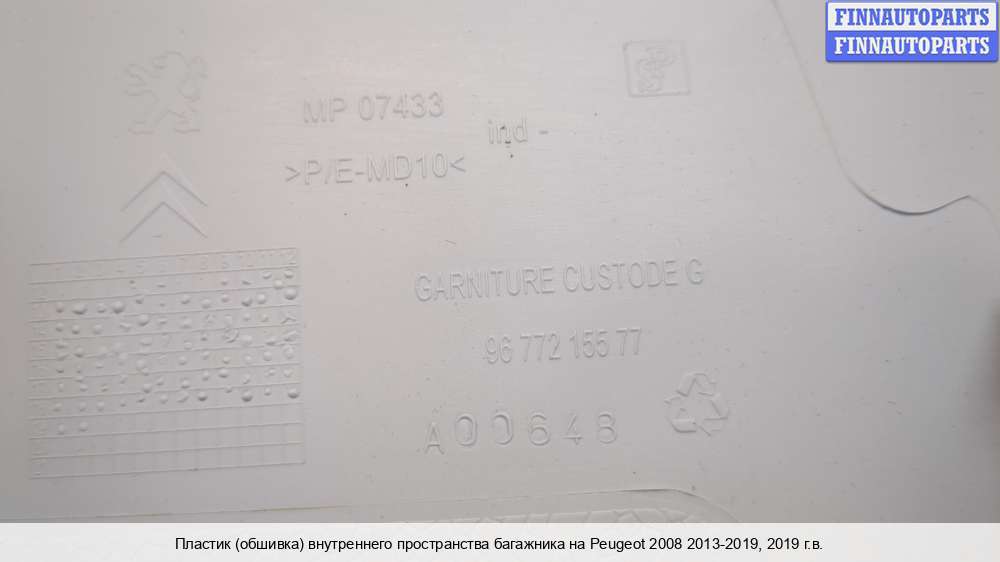 FINNAUTOPARTS
FINNAUTOPARTS
MP 07433
ind -
>P/E-MD10<
GARNITURE CUSTODE G
96 772 155 77
A00648
Пластик (обшивка) внутреннего пространства багажника на Peugeot 2008 2013-2019, 2019 г.в.